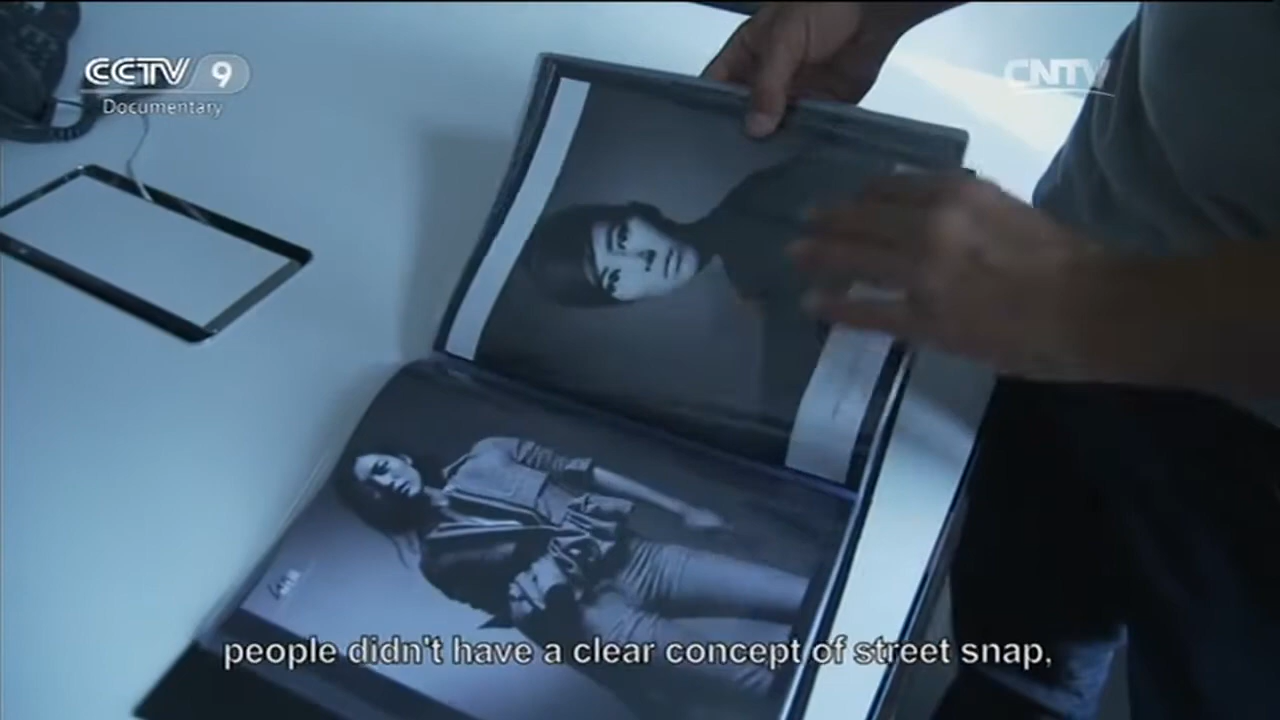 CCTV 9
CNTV
Documentary
people didn't have a clear concept of street snap,